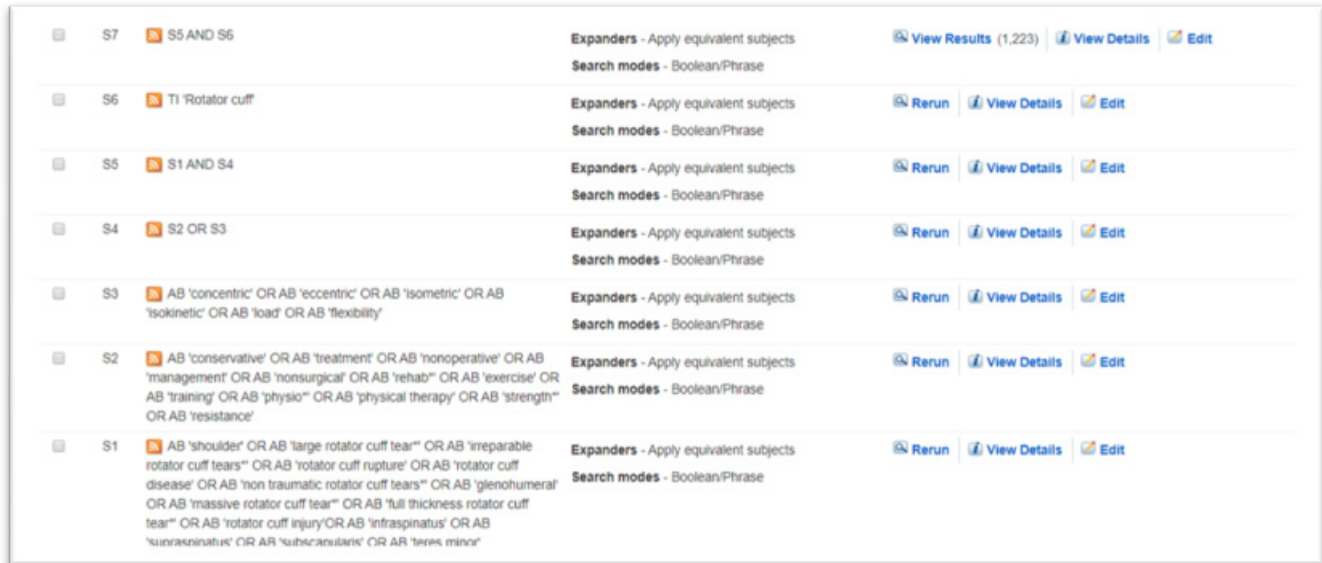 S7 S5 AND S6 Expanders - Apply equivalent subjects View Results (1,223) View Details Edit
Search modes - Boolean/Phrase
S6 TI 'Rotator cuff' Expanders - Apply equivalent subjects Rerun View Details Edit
Search modes - Boolean/Phrase
S5 S1 AND S4 Expanders - Apply equivalent subjects Rerun View Details Edit
Search modes - Boolean/Phrase
S4 S2 OR S3 Expanders - Apply equivalent subjects Rerun View Details Edit
Search modes - Boolean/Phrase
S3 AB 'concentric' OR AB 'eccentric' OR AB 'isometric' OR AB Expanders - Apply equivalent subjects Rerun View Details Edit
'isokinetic' OR AB 'load' OR AB 'flexibility' Search modes - Boolean/Phrase
S2 AB 'conservative' OR AB 'treatment' OR AB 'nonoperative' OR AB Expanders - Apply equivalent subjects Rerun View Details Edit
'management' OR AB 'nonsurgical' OR AB 'rehab*' OR AB 'exercise' OR Search modes - Boolean/Phrase
AB 'training' OR AB 'physio*' OR AB 'physical therapy' OR AB 'strength*'
OR AB 'resistance'
S1 AB 'shoulder' OR AB 'large rotator cuff tear*' OR AB 'irreparable Expanders - Apply equivalent subjects Rerun View Details Edit
rotator cuff tears*' OR AB 'rotator cuff rupture' OR AB 'rotator cuff Search modes - Boolean/Phrase
disease' OR AB 'non traumatic rotator cuff tears*' OR AB 'glenohumeral'
OR AB 'massive rotator cuff tear*' OR AB 'full thickness rotator cuff
tear*' OR AB 'rotator cuff injury'OR AB 'infraspinatus' OR AB
'supraspinatus' OR AB 'subscapularis' OR AB 'teres minor'